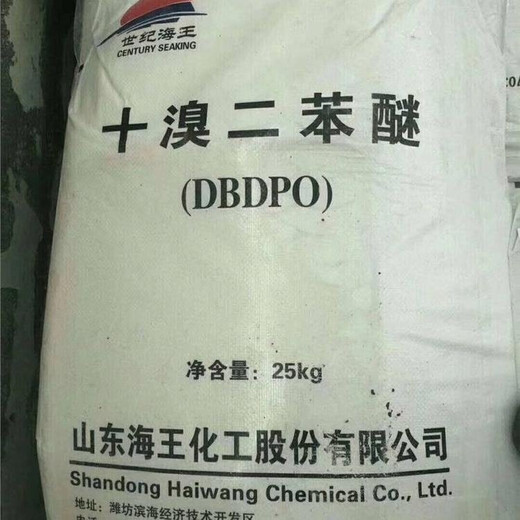 世纪海王
CENTURY SEAKING
十溴二苯醚
(DBDPO)
净含量：25kg
山东海王化工股份有限公司
Shandong Haiwang Chemical Co., Ltd.
地址：潍坊滨海经济技术开发区